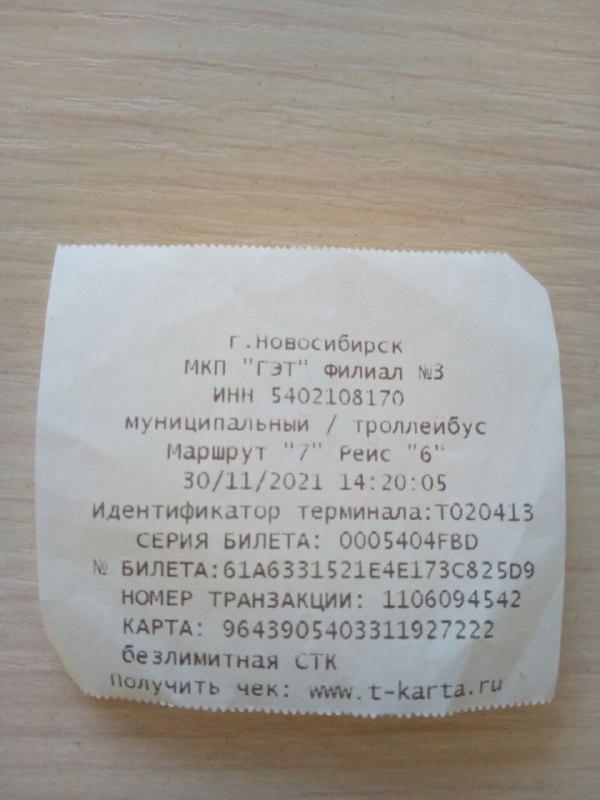 г.Новосибирск
МКП "ГЭТ" Филиал №3
ИНН 5402108170
муниципальный / троллейбус
Маршрут "7" Рейс "6"
30/11/2021 14:20:05
Идентификатор терминала:T020413
СЕРИЯ БИЛЕТА: 0005404FBD
№ БИЛЕТА:61A6331521E4E173C825D9
НОМЕР ТРАНЗАКЦИИ: 1106094542
КАРТА: 9643905403311927222
безлимитная СТК
Получить чек: www.t-karta.ru